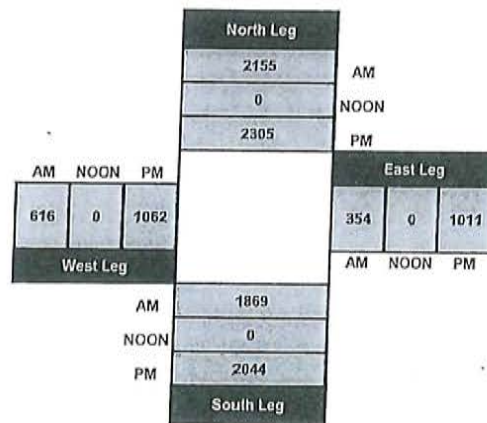 North Leg
2155 AM
0 NOON
2305 PM
AM NOON PM
616 0 1062
West Leg
East Leg
354 0 1011
AM NOON PM
AM 1869
NOON 0
PM 2044
South Leg